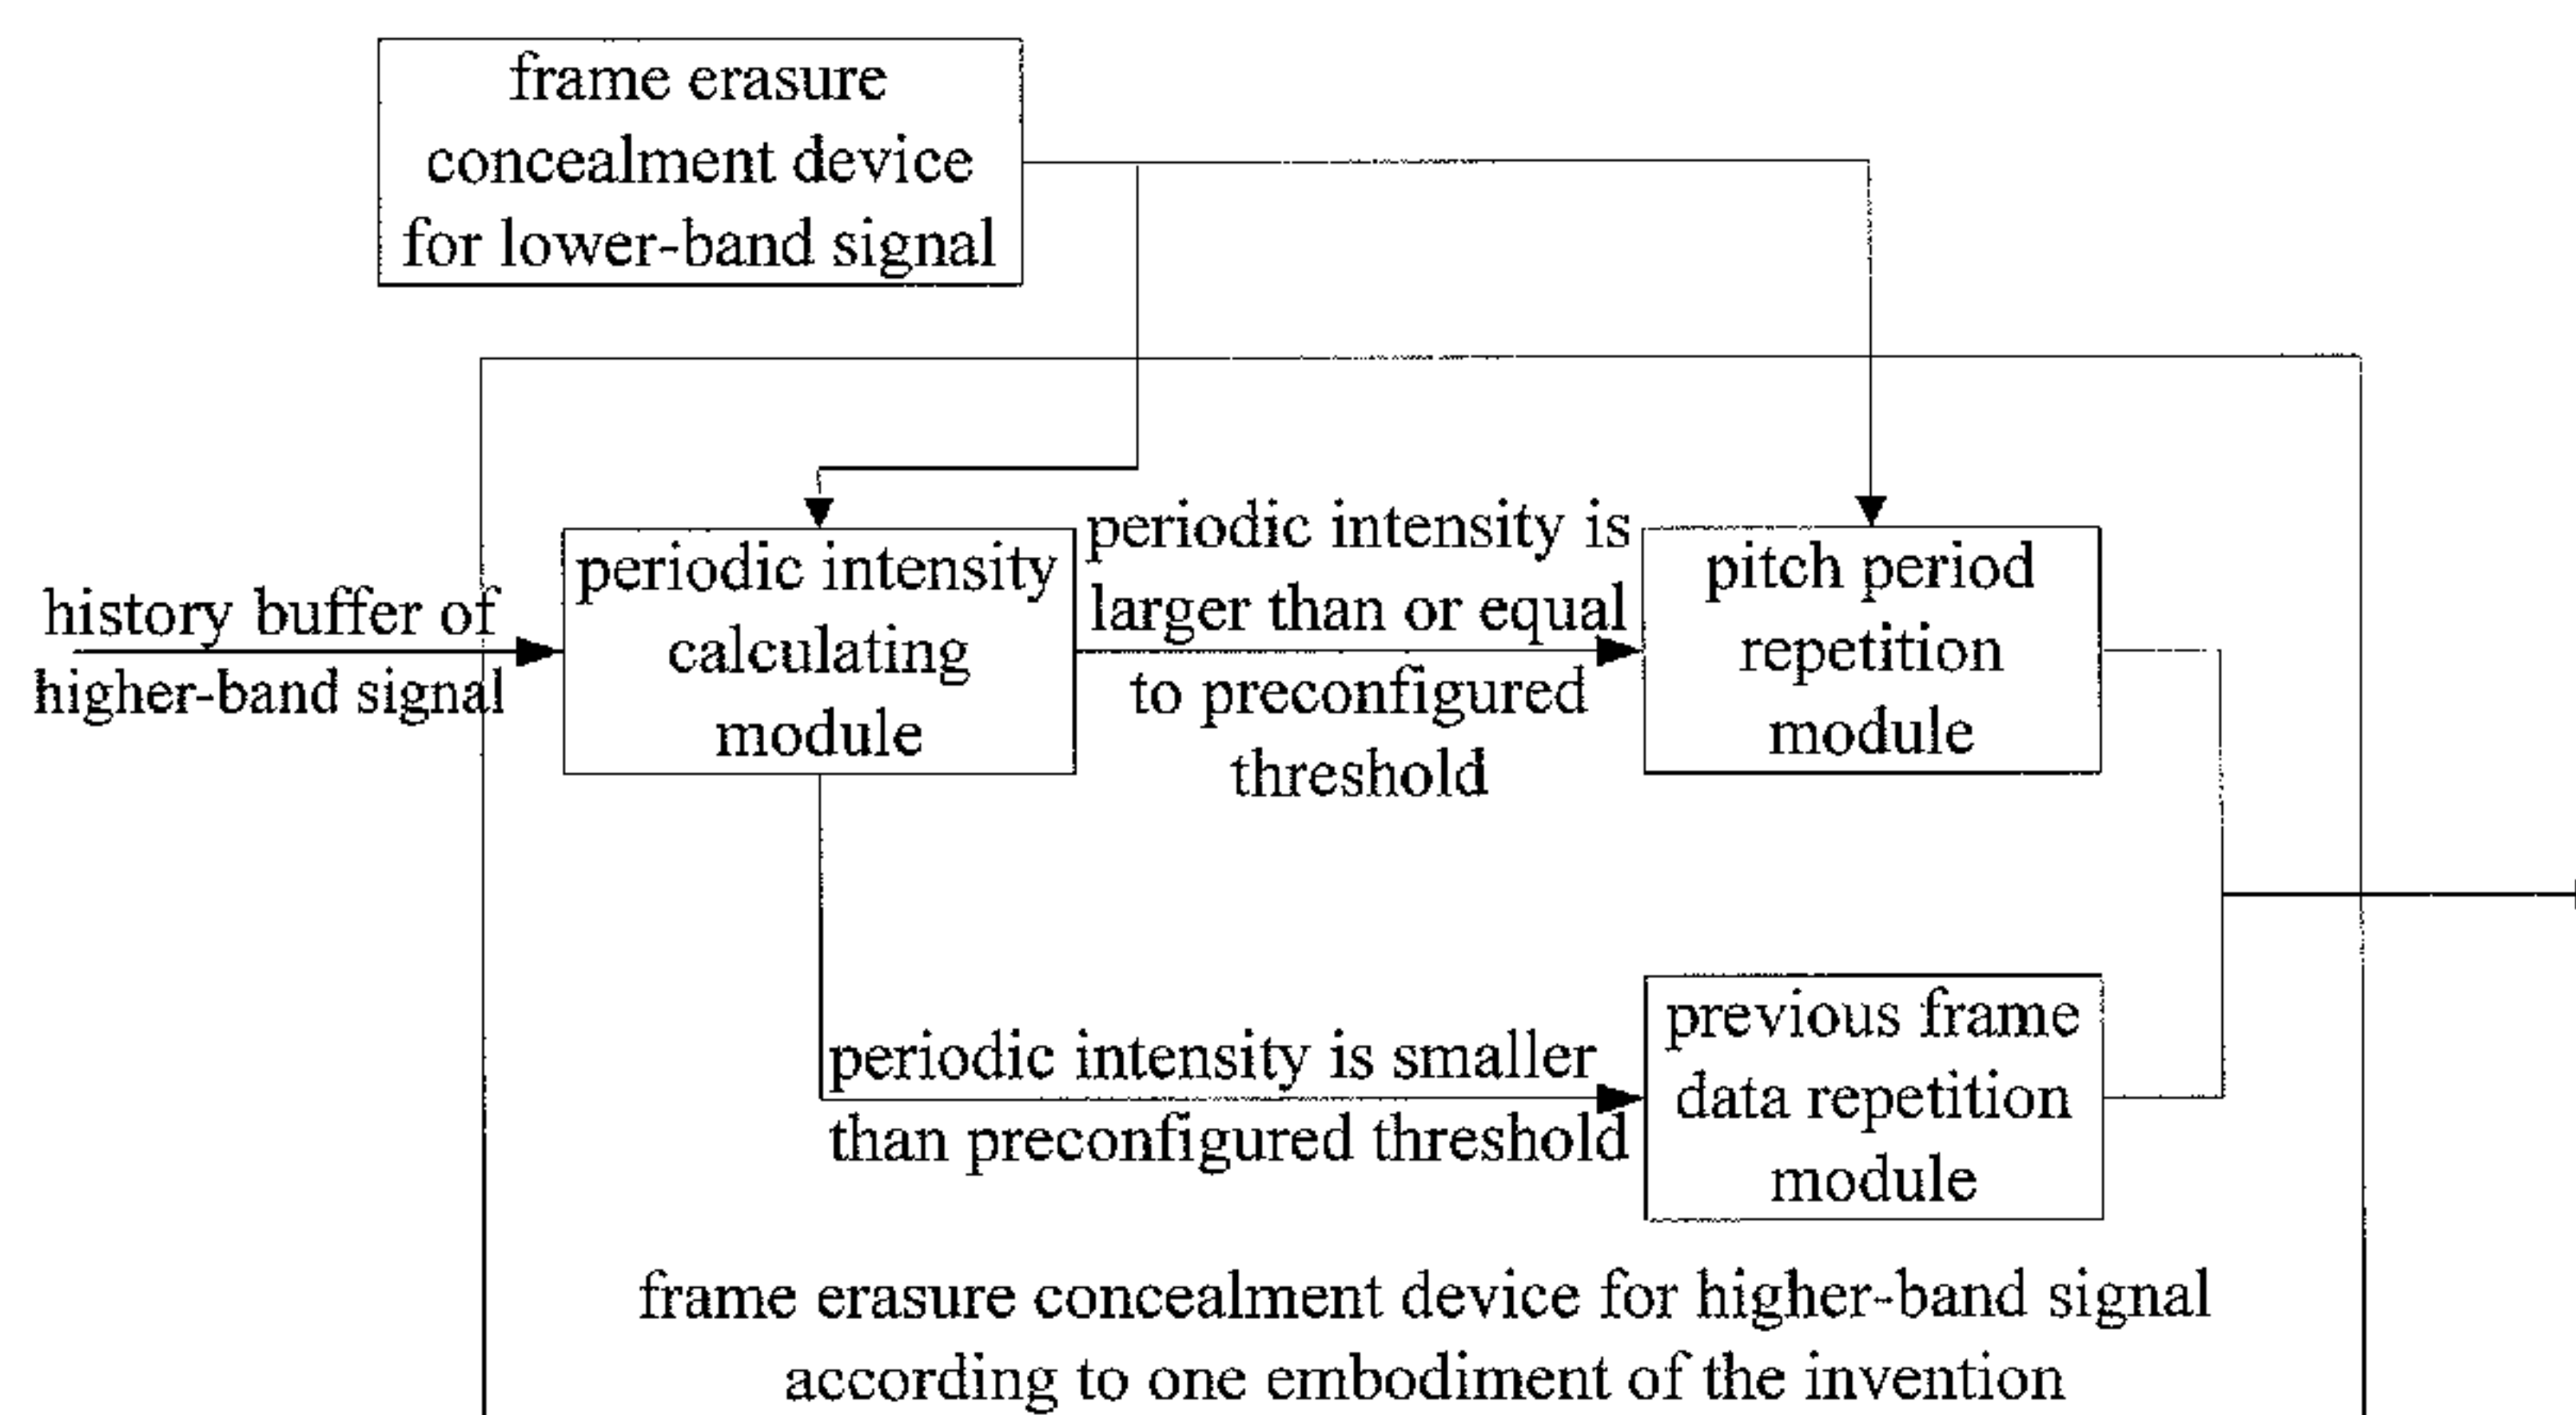 frame erasure
concealment device
for lower-band signal
history buffer of
higher-band signal
periodic intensity
calculating
module
periodic intensity is
larger than or equal
to preconfigured
threshold
pitch period
repetition
module
periodic intensity is smaller
than preconfigured threshold
previous frame
data repetition
module
frame erasure concealment device for higher-band signal
according to one embodiment of the invention